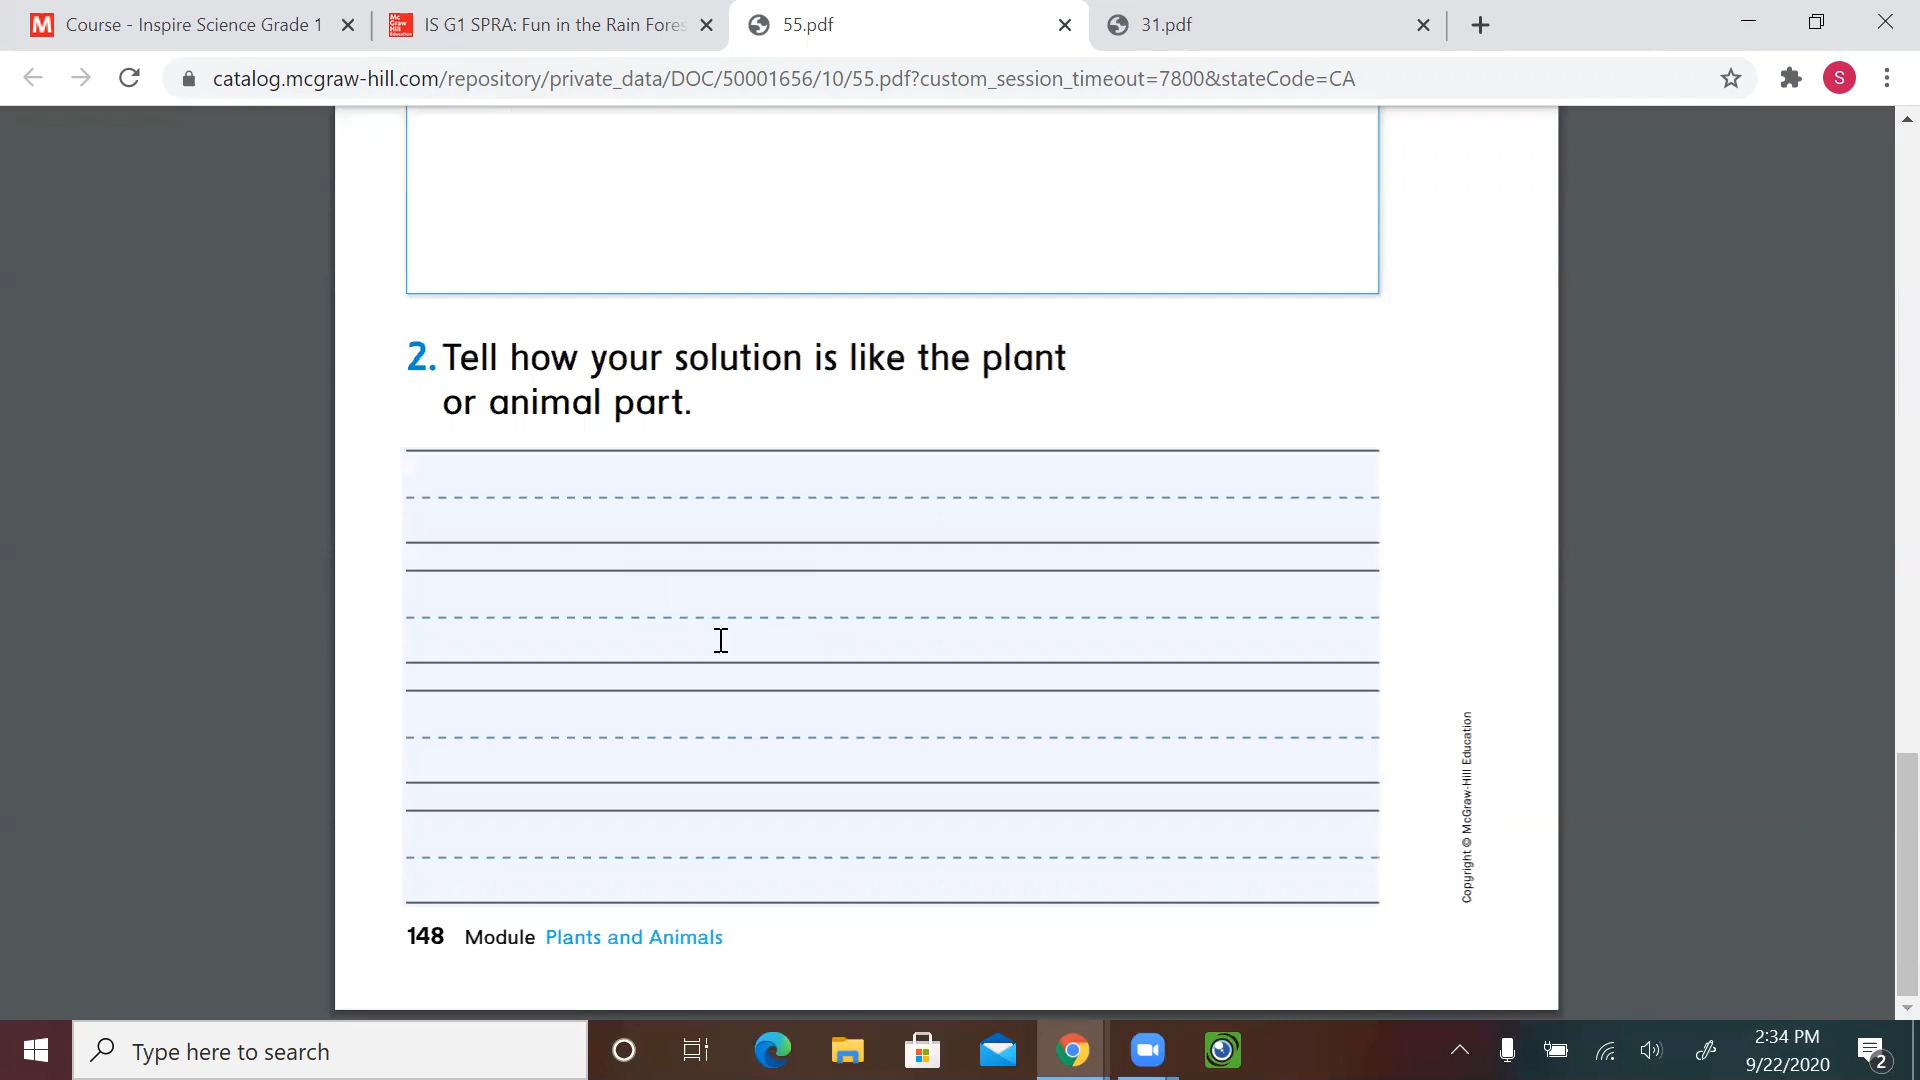 Course - Inspire Science Grade 1
IS G1 SPRA: Fun in the Rain Fores
55.pdf
31.pdf
catalog.mcgraw-hill.com/repository/private_data/DOC/50001656/10/55.pdf?custom_session_timeout=7800&stateCode=CA
S
2. Tell how your solution is like the plant
or animal part.
Copyright © McGraw-Hill Education
148 Module Plants and Animals
Type here to search
2:34 PM
9/22/2020
2